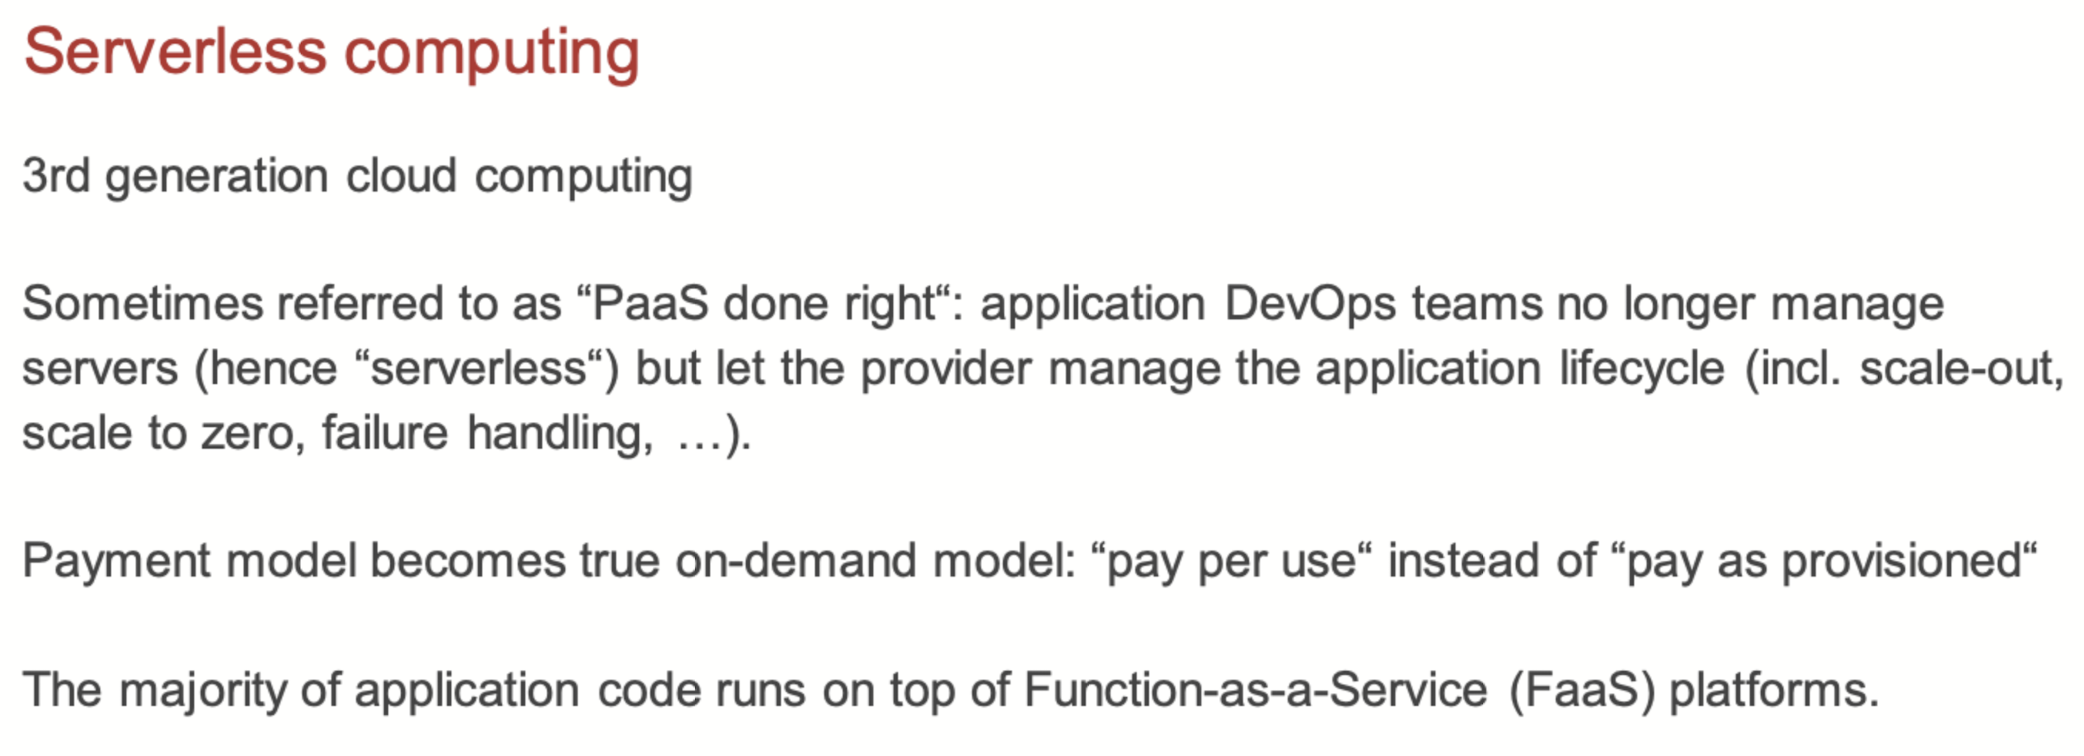 Serverless computing
3rd generation cloud computing
Sometimes referred to as “PaaS done right“: application DevOps teams no longer manage
servers (hence “serverless“) but let the provider manage the application lifecycle (incl. scale-out,
scale to zero, failure handling, …).
Payment model becomes true on-demand model: “pay per use“ instead of “pay as provisioned“
The majority of application code runs on top of Function-as-a-Service (FaaS) platforms.